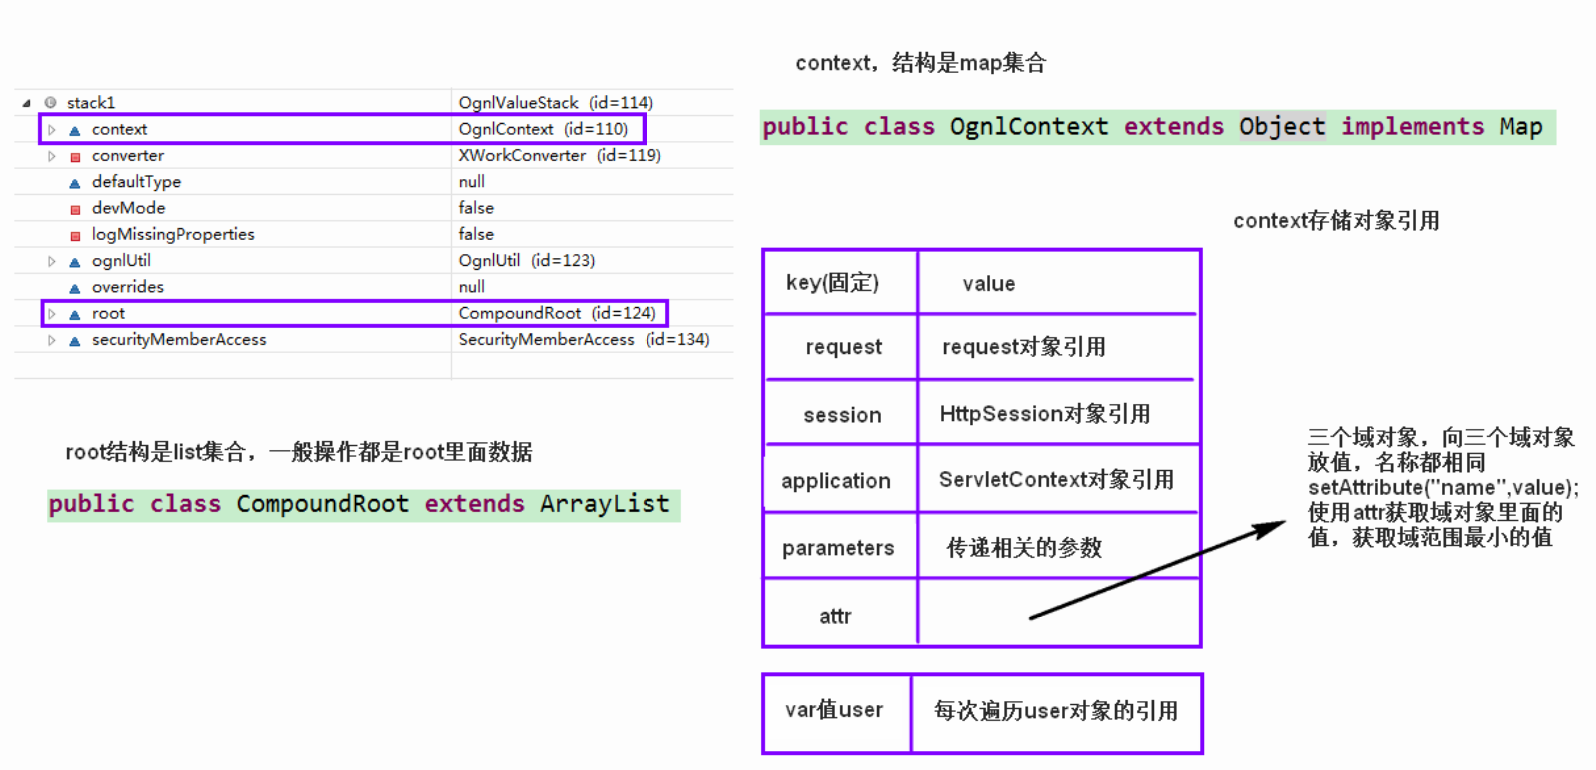 stack1 OgnlValueStack (id=114)
context OgnlContext (id=110)
converter XWorkConverter (id=119)
defaultType null
devMode false
logMissingProperties false
ognlUtil OgnlUtil (id=123)
overrides null
root CompoundRoot (id=124)
securityMemberAccess SecurityMemberAccess (id=134)
root结构是list集合，一般操作都是root里面数据
public class CompoundRoot extends ArrayList
context，结构是map集合
public class OgnlContext extends Object implements Map
context存储对象引用
key(固定) value
request request对象引用
session HttpSession对象引用
application ServletContext对象引用
parameters 传递相关的参数
attr
三个域对象，向三个域对象
放值，名称都相同
setAttribute("name",value);
使用attr获取域对象里面的
值，获取域范围最小的值
var值user 每次遍历user对象的引用